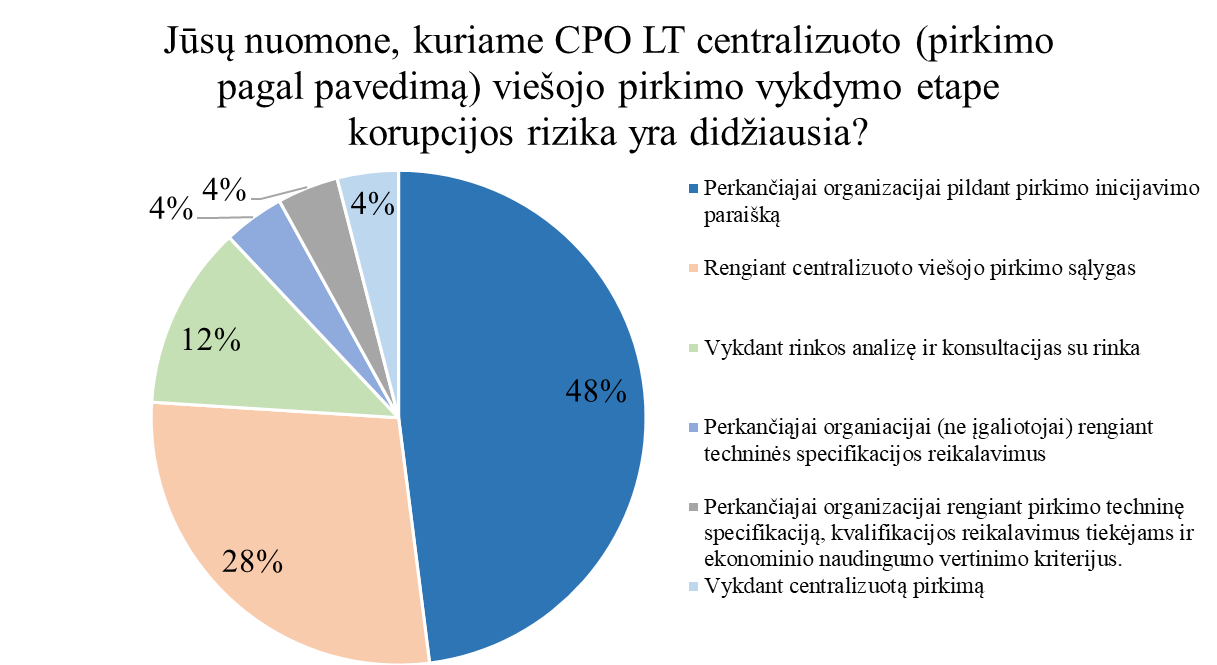 Jūsų nuomone, kuriame CPO LT centralizuoto (pirkimo
pagal pavedimą) viešojo pirkimo vykdymo etape
korupcijos rizika yra didžiausia?
4%
4%
4%
12%
48%
28%
Perkančiajai organizacijai pildant pirkimo inicijavimo
paraišką
Rengiant centralizuoto viešojo pirkimo sąlygas
Vykdant rinkos analizę ir konsultacijas su rinka
Perkančiąjai organiacijai (ne įgaliotojai) rengiant
techninės specifikacijos reikalavimus
Perkančiajai organizacijai rengiant pirkimo techninę
specifikaciją, kvalifikacijos reikalavimus tiekėjams ir
ekonominio naudingumo vertinimo kriterijus.
Vykdant centralizuotą pirkimą